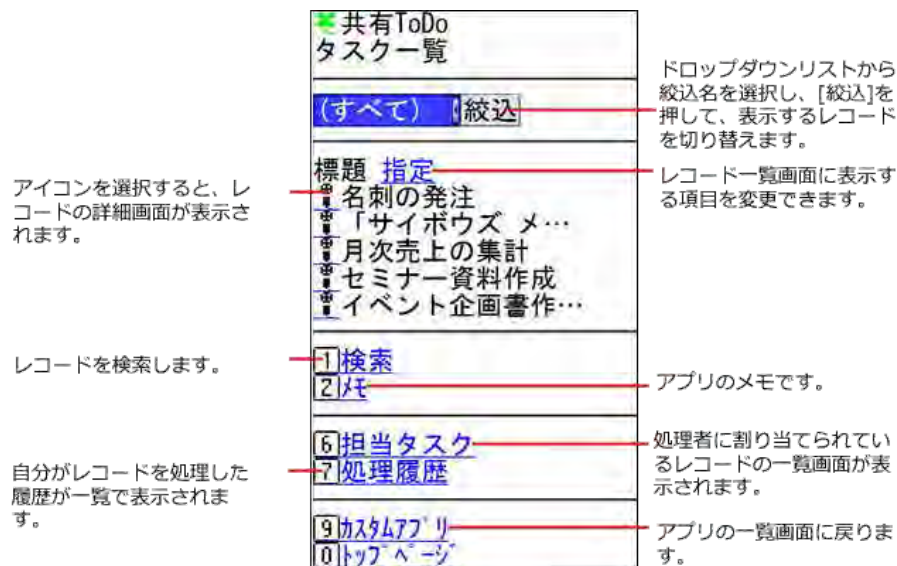 共有ToDo
タスク一覧
(すべて) 絞込
ドロップダウンリストから
絞込名を選択し、[絞込]を
押して、表示するレコード
を切り替えます。
標題 指定
レコード一覧画面に表示す
る項目を変更できます。
アイコンを選択すると、レ
コードの詳細画面が表示さ
れます。
名刺の発注
「サイボウズ メ…
月次売上の集計
セミナー資料作成
イベント企画書作…
レコードを検索します。
1検索
2メモ
アプリのメモです。
6担当タスク
7処理履歴
処理者に割り当てられてい
るレコードの一覧画面が表
示されます。
自分がレコードを処理した
履歴が一覧で表示されま
す。
9カスタムアプリ
0トップページ
アプリの一覧画面に戻りま
す。